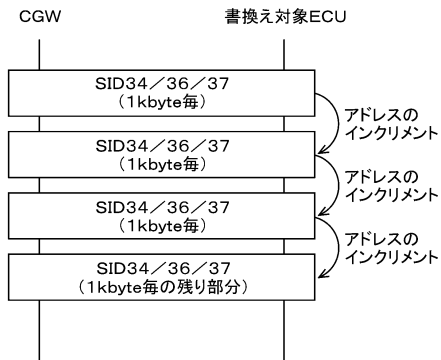 CGW
書換え対象ECU
SID34／36／37
（1kbyte毎）
アドレスの
インクリメント
SID34／36／37
（1kbyte毎）
アドレスの
インクリメント
SID34／36／37
（1kbyte毎）
アドレスの
インクリメント
SID34／36／37
（1kbyte毎の残り部分）